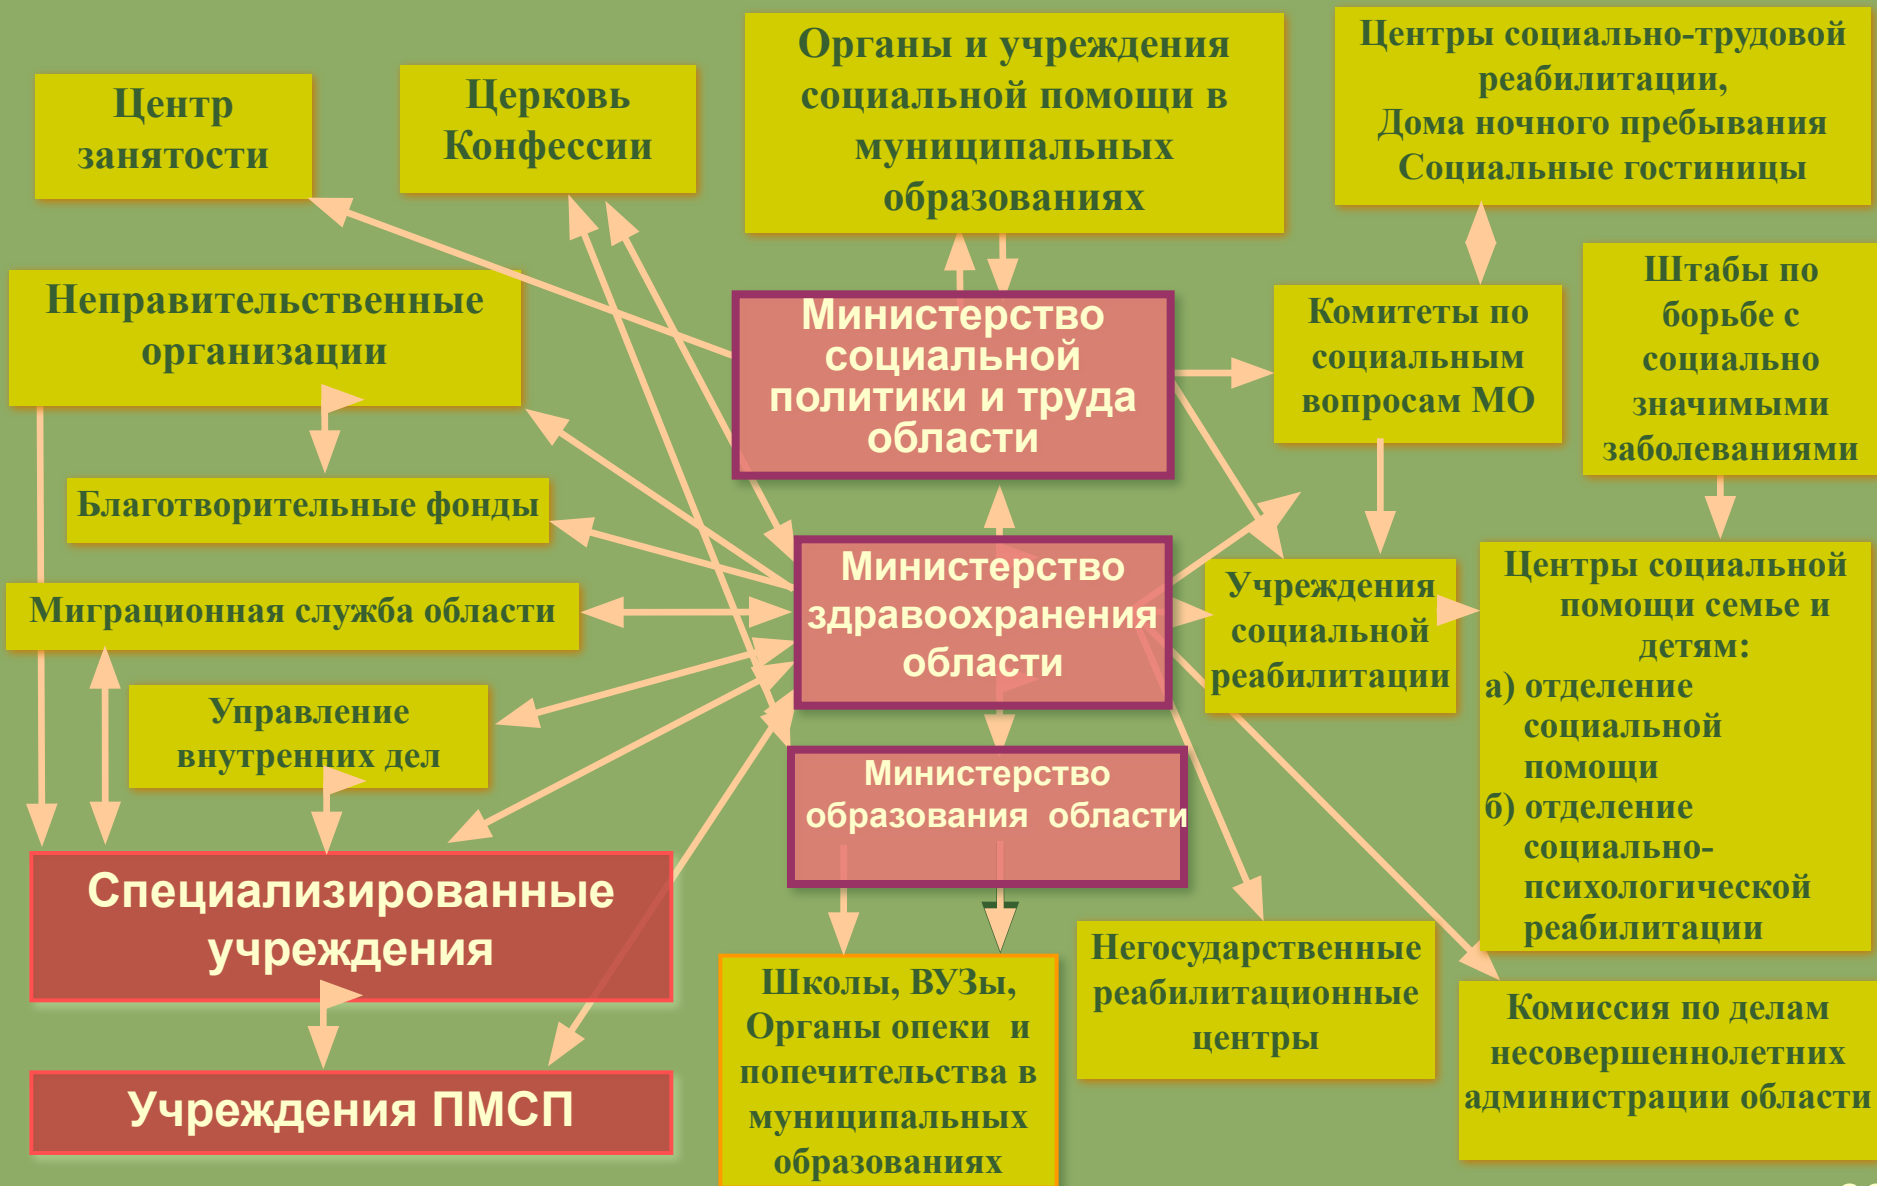 Центр
занятости
Церковь
Конфессии
Органы и учреждения
социальной помощи в
муниципальных
образованиях
Центры социально-трудовой
реабилитации,
Дома ночного пребывания
Социальные гостиницы
Неправительственные
организации
Министерство
социальной
политики и труда
области
Комитеты по
социальным
вопросам МО
Штабы по
борьбе с
социально
значимыми
заболеваниями
Благотворительные фонды
Министерство
здравоохранения
области
Учреждения
социальной
реабилитации
Центры социальной
помощи семье и
детям:
а) отделение
социальной
помощи
б) отделение
социально-
психологической
реабилитации
Миграционная служба области
Управление
внутренних дел
Министерство
образования области
Специализированные
учреждения
Школы, ВУЗы,
Органы опеки и
попечительства в
муниципальных
образованиях
Негосударственные
реабилитационные
центры
Комиссия по делам
несовершеннолетних
администрации области
Учреждения ПМСП